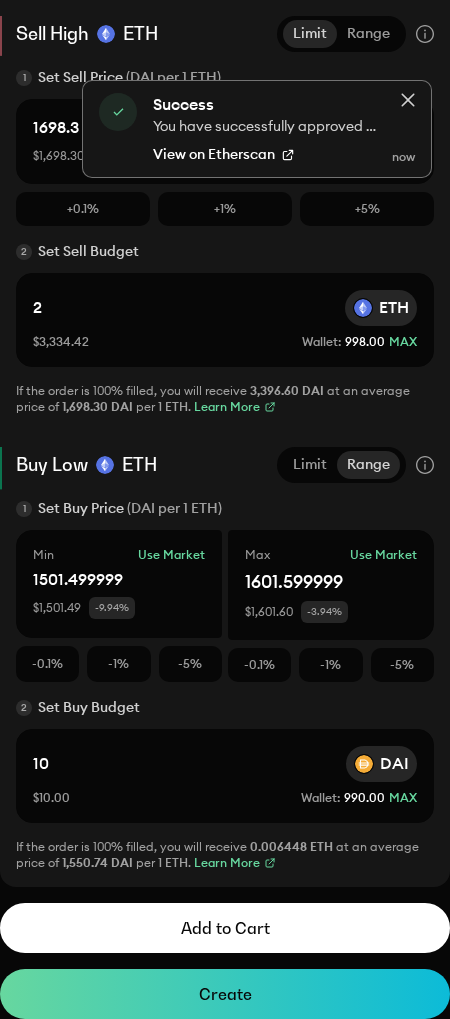 Sell High ETH
Limit Range
1 Set Sell Price (DAI per 1 ETH)
Success
You have successfully approved ...
View on Etherscan
now
1698.3
$1,698.30
+0.1% +1% +5%
2 Set Sell Budget
2 ETH
$3,334.42 Wallet: 998.00 MAX
If the order is 100% filled, you will receive 3,396.60 DAI at an average
price of 1,698.30 DAI per 1 ETH. Learn More
Buy Low ETH
Limit Range
1 Set Buy Price (DAI per 1 ETH)
Min Use Market
1501.499999
$1,501.49 -9.94%
Max Use Market
1601.599999
$1,601.60 -3.94%
-0.1% -1% -5% -0.1% -1% -5%
2 Set Buy Budget
10 DAI
$10.00 Wallet: 990.00 MAX
If the order is 100% filled, you will receive 0.006448 ETH at an average
price of 1,550.74 DAI per 1 ETH. Learn More
Add to Cart
Create